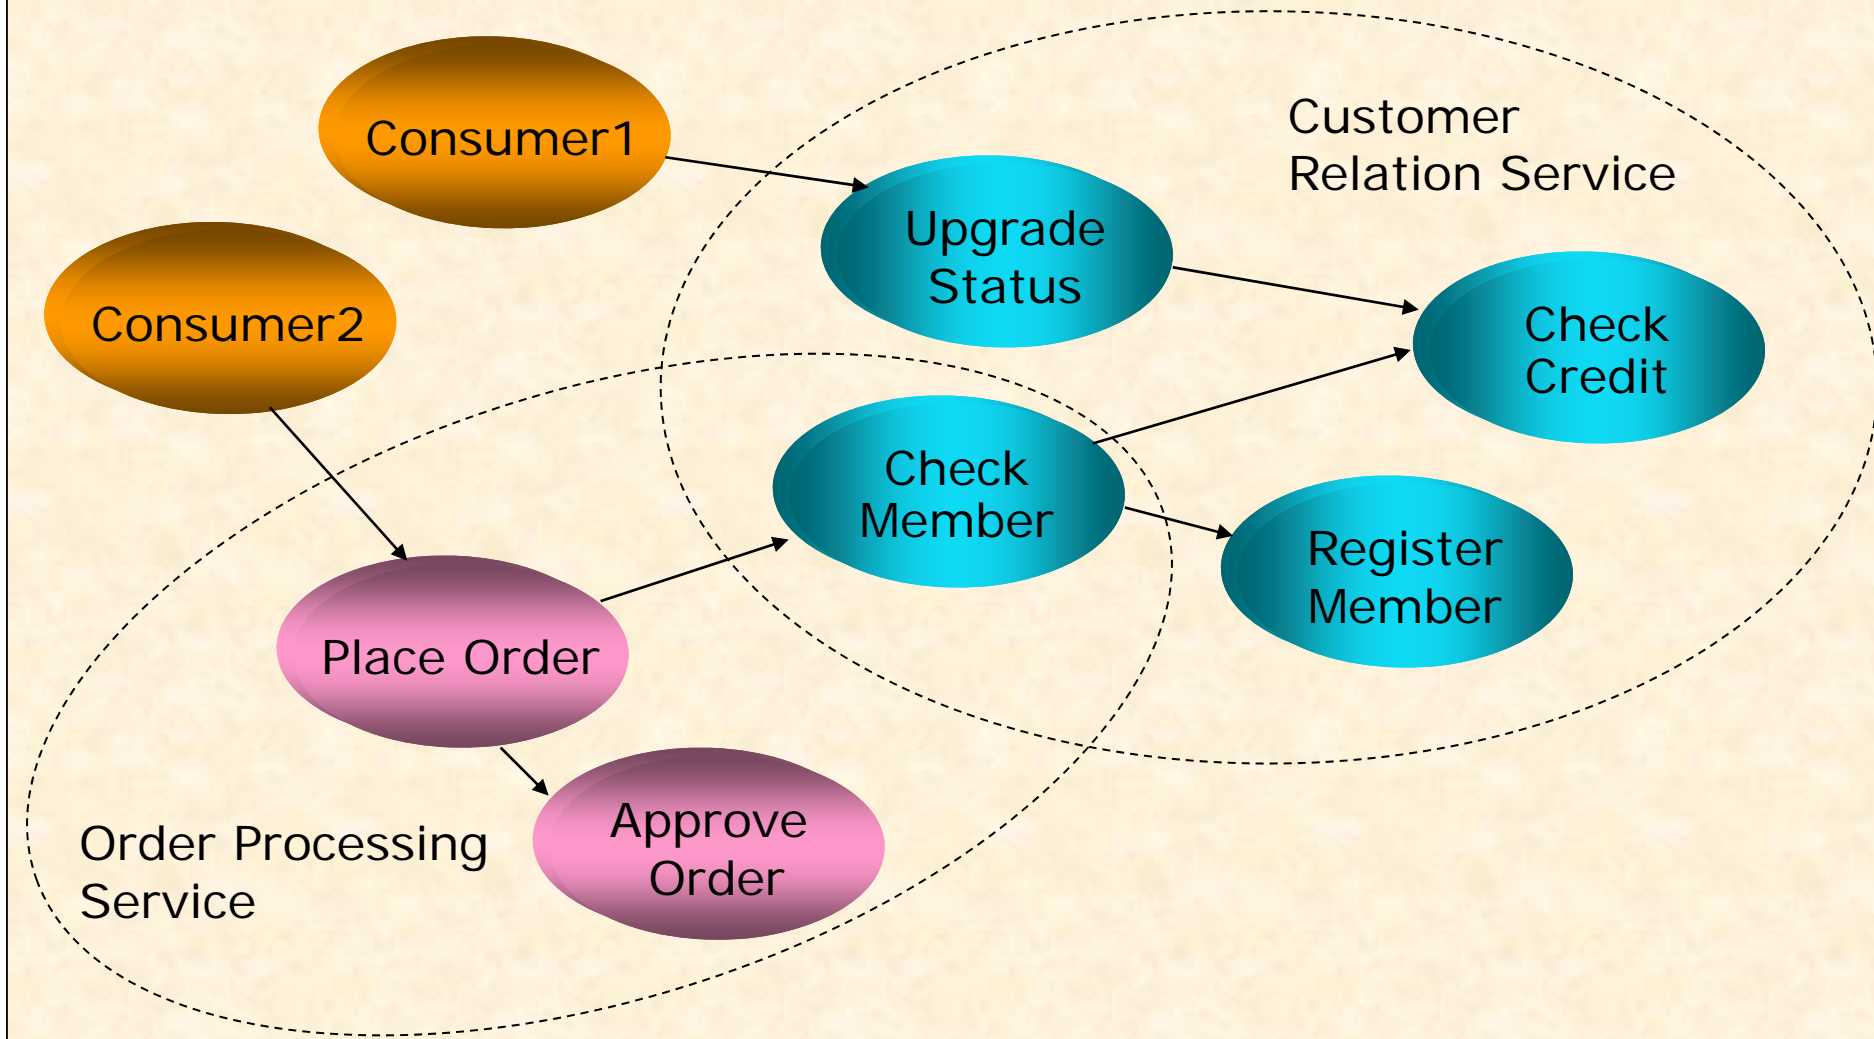 Consumer1
Customer
Relation Service
Upgrade
Status
Consumer2
Check
Credit
Check
Member
Register
Member
Place Order
Approve
Order
Order Processing
Service